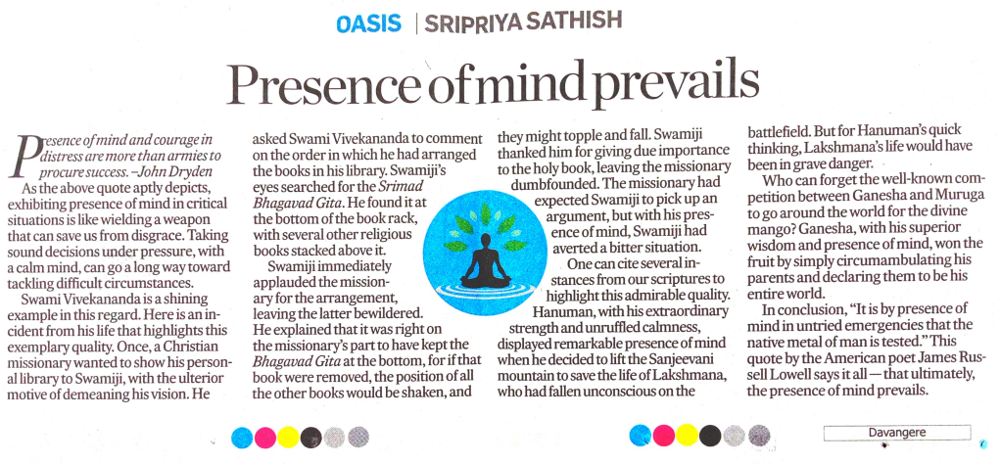 OASIS | SRIPRIYA SATHISH
Presence of mind prevails
Presence of mind and courage in
distress are more than armies to
procure success. –John Dryden
As the above quote aptly depicts,
exhibiting presence of mind in critical
situations is like wielding a weapon
that can save us from disgrace. Taking
sound decisions under pressure, with
a calm mind, can go a long way toward
tackling difficult circumstances.
Swami Vivekananda is a shining
example in this regard. Here is an in-
cident from his life that highlights this
exemplary quality. Once, a Christian
missionary wanted to show his person-
al library to Swamiji, with the ulterior
motive of demeaning his vision. He
asked Swami Vivekananda to comment
on the order in which he had arranged
the books in his library. Swamiji's
eyes searched for the Srimad
Bhagavad Gita. He found it at
the bottom of the book rack,
with several other religious
books stacked above it.
Swamiji immediately
applauded the mission-
ary for the arrangement,
leaving the latter bewildered.
He explained that it was right on
the missionary's part to have kept the
Bhagavad Gita at the bottom, for if that
book were removed, the position of all
the other books would be shaken, and
they might topple and fall. Swamiji
thanked him for giving due importance
to the holy book, leaving the missionary
dumbfounded. The missionary had
expected Swamiji to pick up an
argument, but with his pres-
ence of mind, Swamiji had
averted a bitter situation.
One can cite several in-
stances from our scriptures to
highlight this admirable quality.
Hanuman, with his extraordinary
strength and unruffled calmness,
displayed remarkable presence of mind
when he decided to lift the Sanjeevani
mountain to save the life of Lakshmana,
who had fallen unconscious on the
battlefield. But for Hanuman's quick
thinking, Lakshmana's life would have
been in grave danger.
Who can forget the well-known com-
petition between Ganesha and Muruga
to go around the world for the divine
mango? Ganesha, with his superior
wisdom and presence of mind, won the
fruit by simply circumambulating his
parents and declaring them to be his
entire world.
In conclusion, "It is by presence of
mind in untried emergencies that the
native metal of man is tested." This
quote by the American poet James Rus-
sell Lowell says it all — that ultimately,
the presence of mind prevails.
Davangere